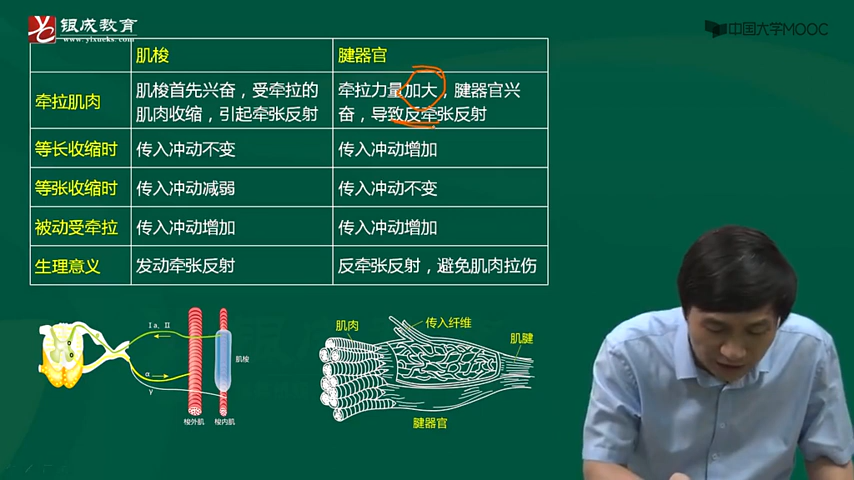 银成教育
www.yixueks.com
中国大学MOOC
肌梭
腱器官
牵拉肌肉
肌梭首先兴奋，受牵拉的
肌肉收缩，引起牵张反射
牵拉力量加大，腱器官兴
奋，导致反牵张反射
等长收缩时
传入冲动不变
传入冲动增加
等张收缩时
传入冲动减弱
传入冲动不变
被动受牵拉
传入冲动增加
传入冲动增加
生理意义
发动牵张反射
反牵张反射，避免肌肉拉伤
Ⅰa，Ⅱ
α
γ
肌梭
梭外肌
梭内肌
肌肉
传入纤维
肌腱
腱器官